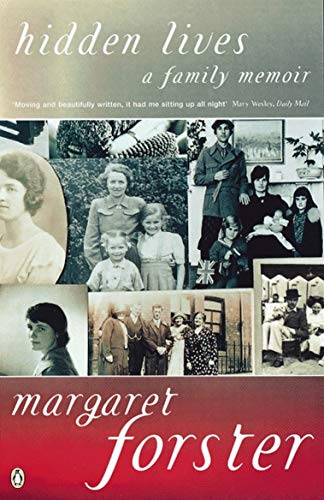 hidden lives
a family memoir
'Moving and beautifully written, it had me sitting up all night' Mary Wesley, Daily Mail
margaret
forster